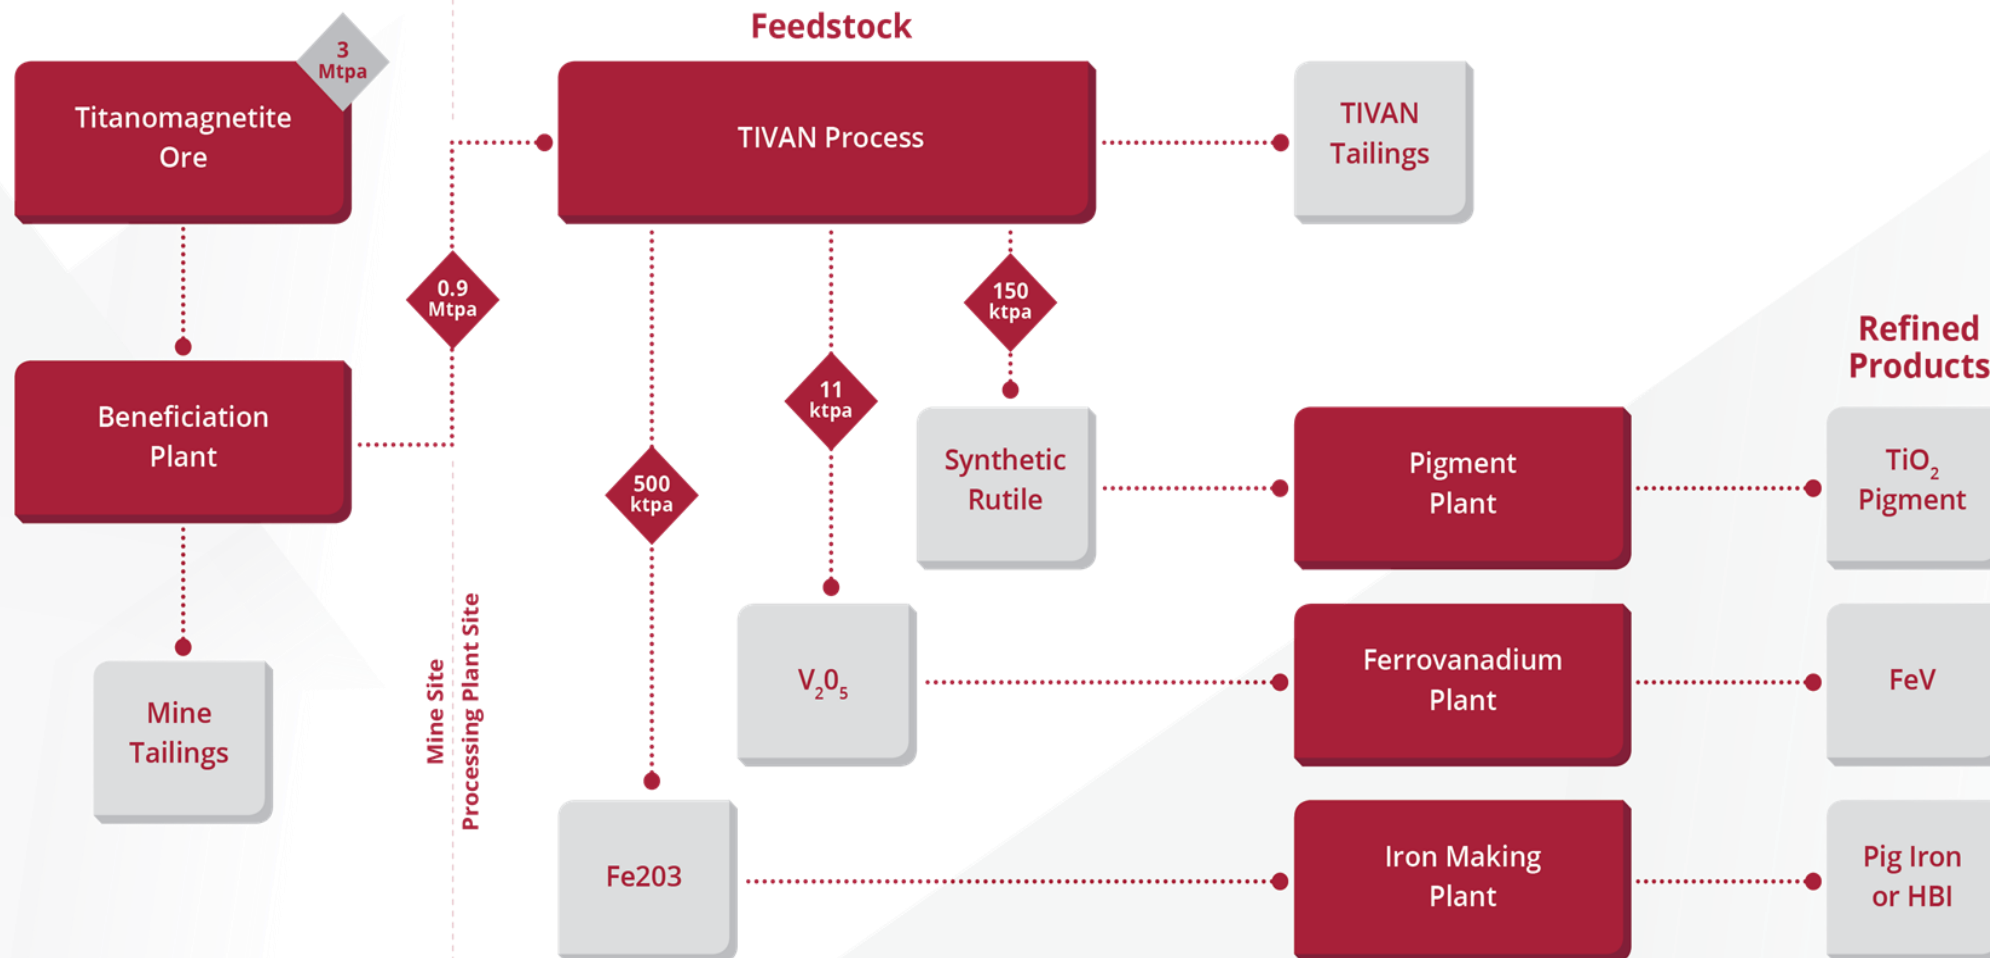 Feedstock
3
Mtpa
Titanomagnetite
Ore
TIVAN Process
TIVAN
Tailings
0.9
Mtpa
150
ktpa
11
ktpa
500
ktpa
Refined
Products
Beneficiation
Plant
Synthetic
Rutile
Pigment
Plant
TiO₂
Pigment
Mine Site
Processing Plant Site
Mine
Tailings
V₂0₅
Ferrovanadium
Plant
FeV
Fe203
Iron Making
Plant
Pig Iron
or HBI